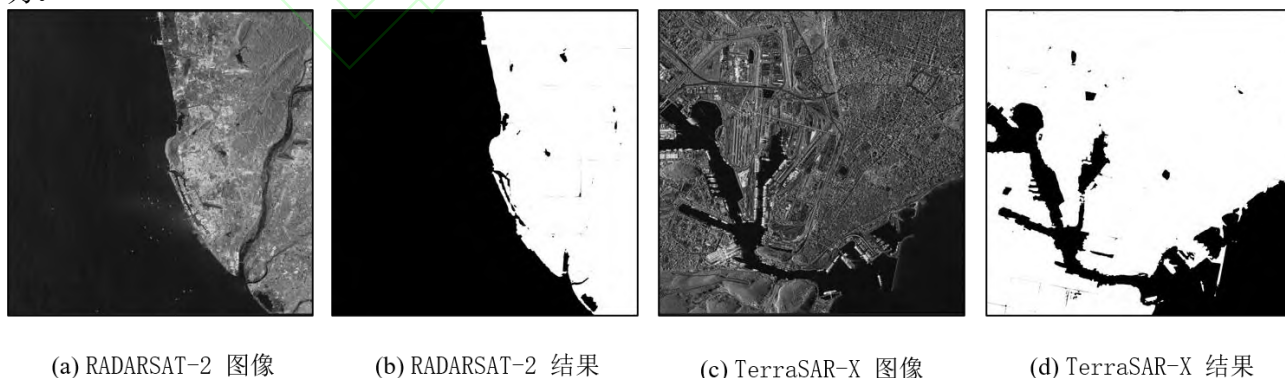 (a) RADARSAT-2 图像
(b) RADARSAT-2 结果
(c) TerraSAR-X 图像
(d) TerraSAR-X 结果